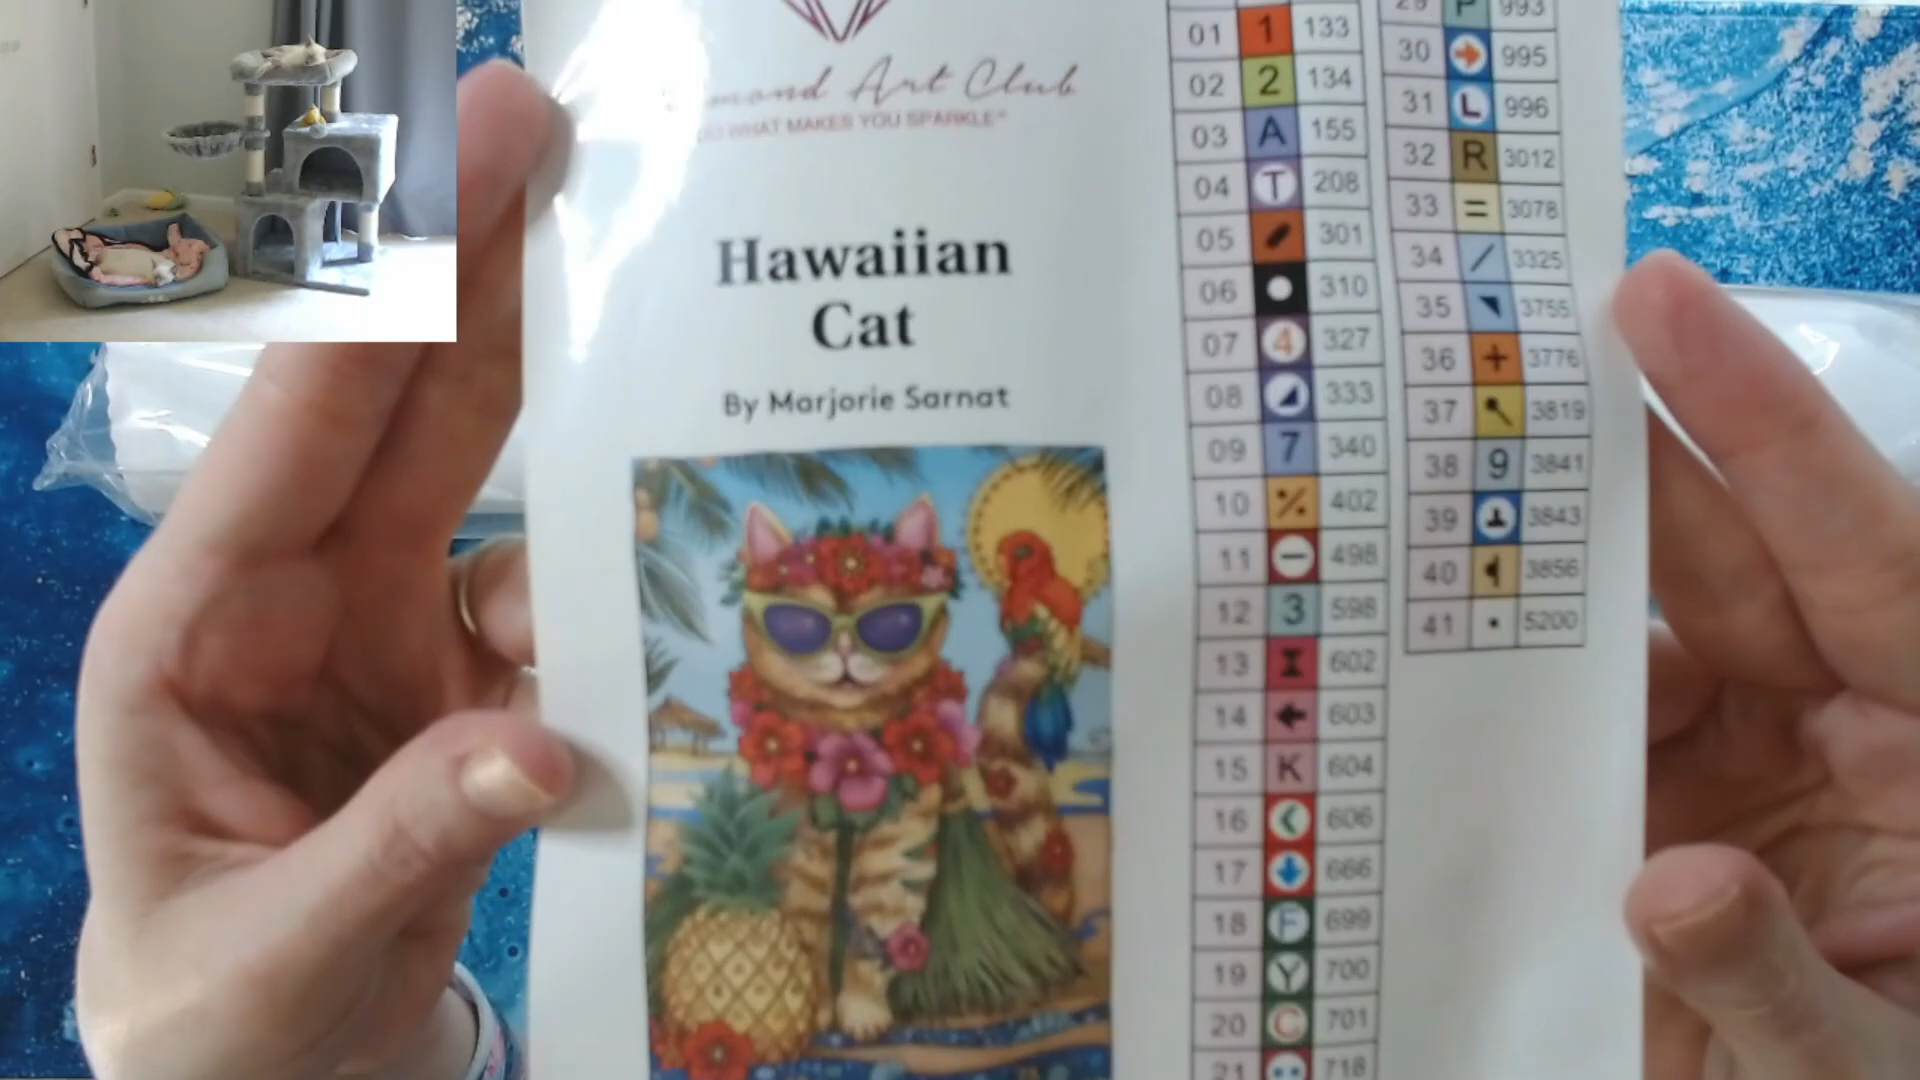 mond Art Club
DO WHAT MAKES YOU SPARKLE™
Hawaiian
Cat
By Marjorie Sarnat
01 1 133
02 2 134
03 A 155
04 T 208
05 301
06 310
07 4 327
08 333
09 7 340
10 % 402
11 − 498
12 3 598
13 602
14 603
15 K 604
16 606
17 666
18 F 699
19 Y 700
20 C 701
21 718
29 P 993
30 995
31 L 996
32 R 3012
33 = 3078
34 / 3325
35 3755
36 + 3776
37 3819
38 9 3841
39 3843
40 3856
41 5200